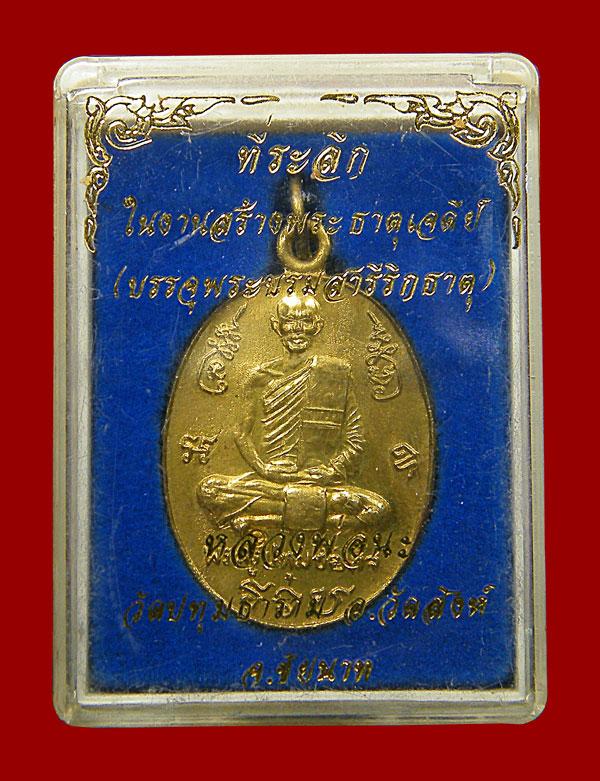 ที่ระลึก
ในงานสร้างพระธาตุเจดีย์
(บรรจุพระบรมสารีริกธาตุ)
หลวงพ่อนะ
วัดปทุมธาราม อ.วัดสิงห์
จ.ชัยนาท